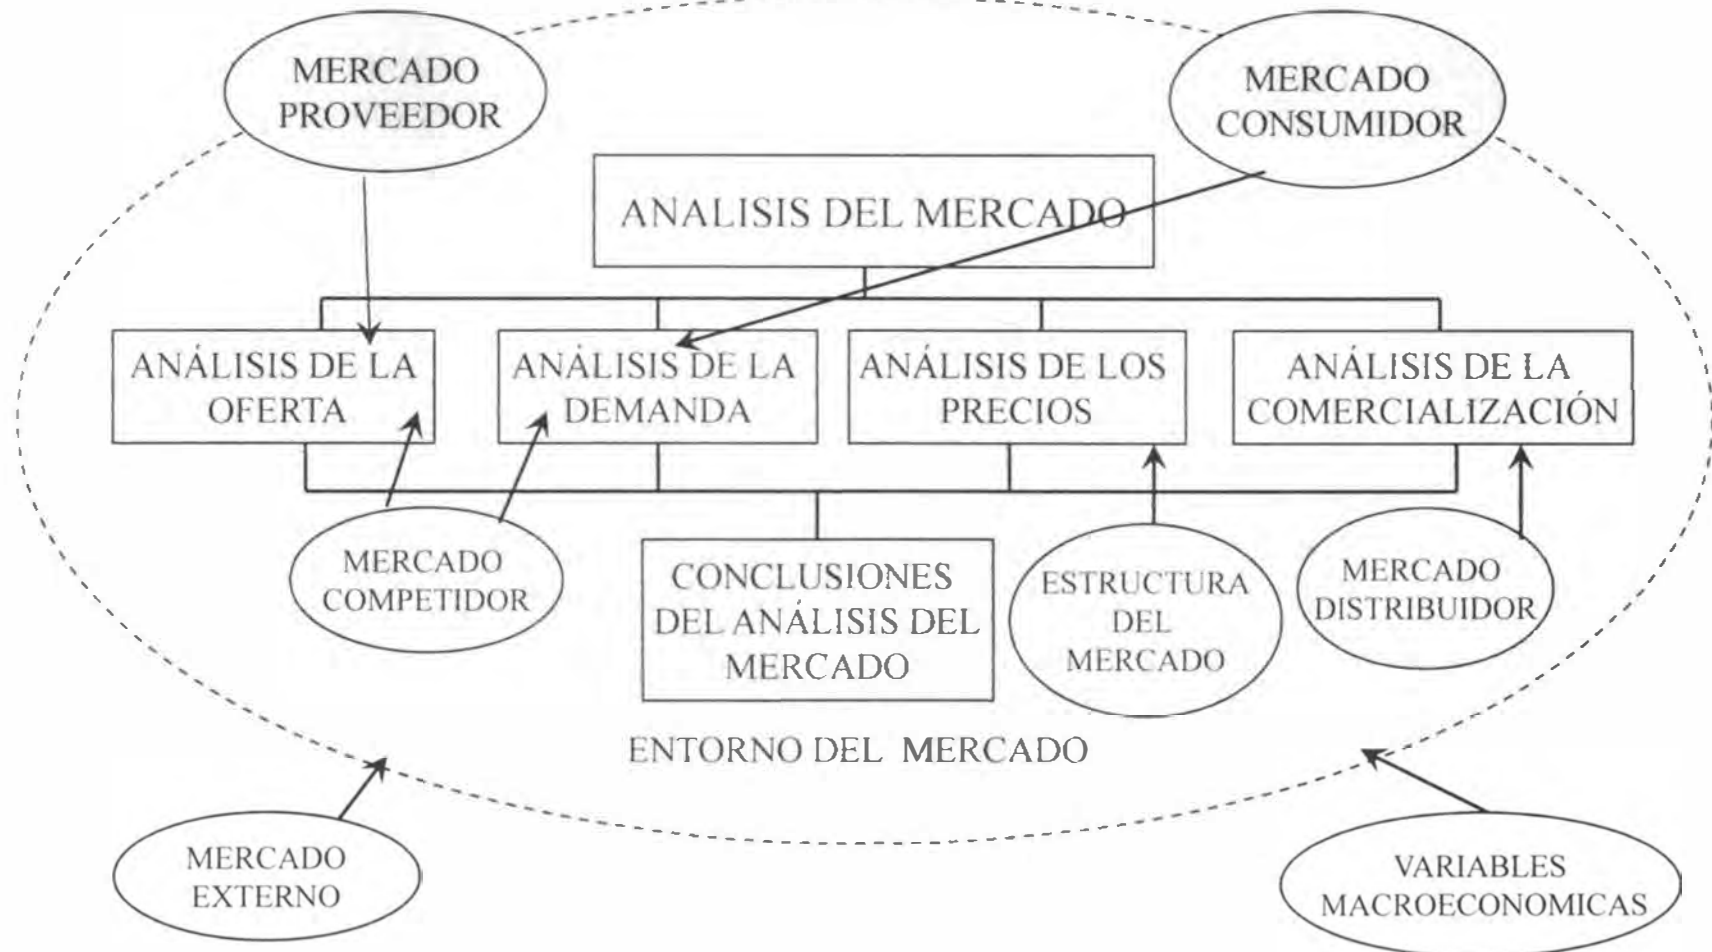 MERCADO
PROVEEDOR
MERCADO
CONSUMIDOR
ANALISIS DEL MERCADO
ANÁLISIS DE LA
OFERTA
ANÁLISIS DE LA
DEMANDA
ANÁLISIS DE LOS
PRECIOS
ANÁLISIS DE LA
COMERCIALIZACIÓN
MERCADO
COMPETIDOR
CONCLUSIONES
DEL ANÁLISIS DEL
MERCADO
ESTRUCTURA
DEL
MERCADO
MERCADO
DISTRIBUIDOR
ENTORNO DEL MERCADO
MERCADO
EXTERNO
VARIABLES
MACROECONOMICAS